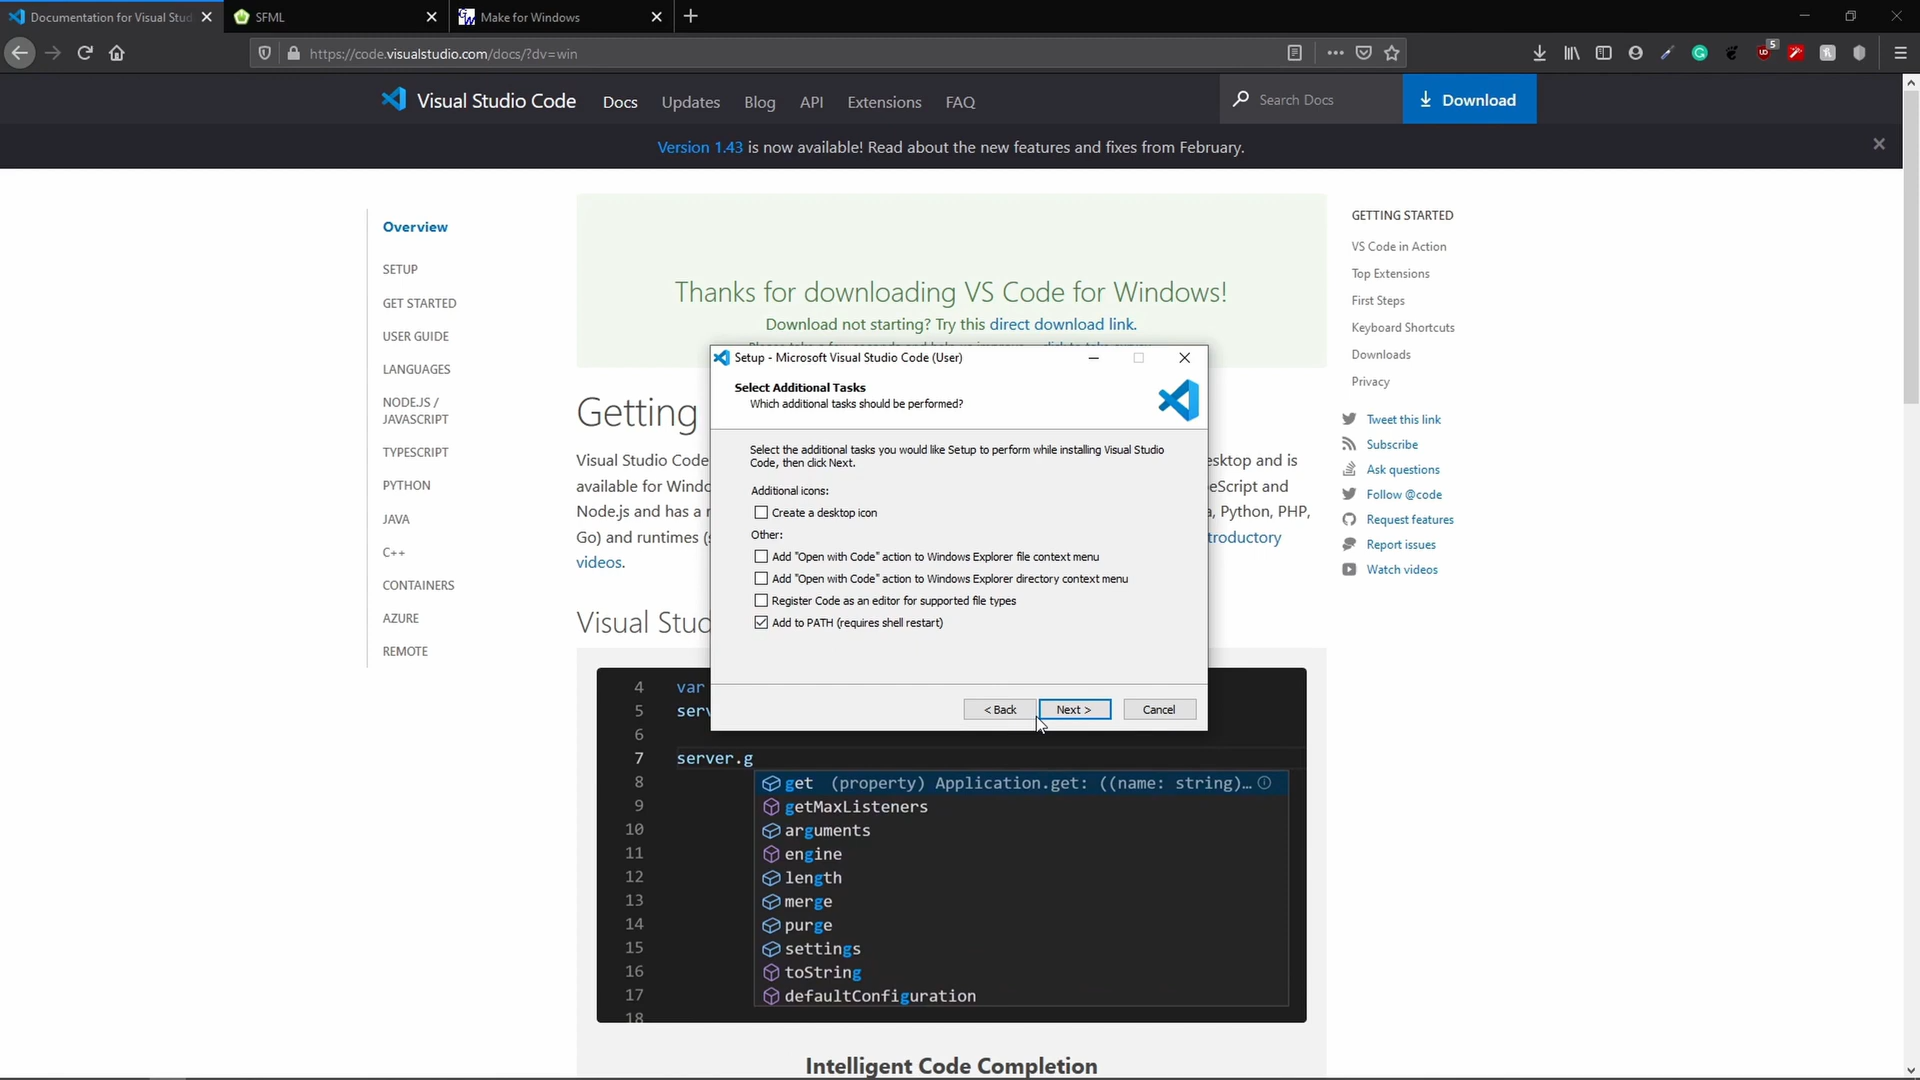 Documentation for Visual Stud
SFML
Make for Windows
https://code.visualstudio.com/docs/?dv=win
5
Visual Studio Code
Docs
Updates
Blog
API
Extensions
FAQ
Search Docs
Download
Version 1.43 is now available! Read about the new features and fixes from February.
Overview
SETUP
GET STARTED
USER GUIDE
LANGUAGES
NODE.JS /
JAVASCRIPT
TYPESCRIPT
PYTHON
JAVA
C++
CONTAINERS
AZURE
REMOTE
Thanks for downloading VS Code for Windows!
Download not starting? Try this direct download link.
Getting
Visual Studio Code
esktop and is
available for Windo
eScript and
Node.js and has a r
a, Python, PHP,
Go) and runtimes (s
troductory
videos.
Visual Stud
Setup - Microsoft Visual Studio Code (User)
Select Additional Tasks
Which additional tasks should be performed?
Select the additional tasks you would like Setup to perform while installing Visual Studio
Code, then click Next.
Additional icons:
Create a desktop icon
Other:
Add "Open with Code" action to Windows Explorer file context menu
Add "Open with Code" action to Windows Explorer directory context menu
Register Code as an editor for supported file types
Add to PATH (requires shell restart)
< Back
Next >
Cancel
4 var
5 serv
6
7 server.g
8 get (property) Application.get: ((name: string)…
9 getMaxListeners
10 arguments
11 engine
12 length
13 merge
14 purge
15 settings
16 toString
17 defaultConfiguration
18
Intelligent Code Completion
GETTING STARTED
VS Code in Action
Top Extensions
First Steps
Keyboard Shortcuts
Downloads
Privacy
Tweet this link
Subscribe
Ask questions
Follow @code
Request features
Report issues
Watch videos